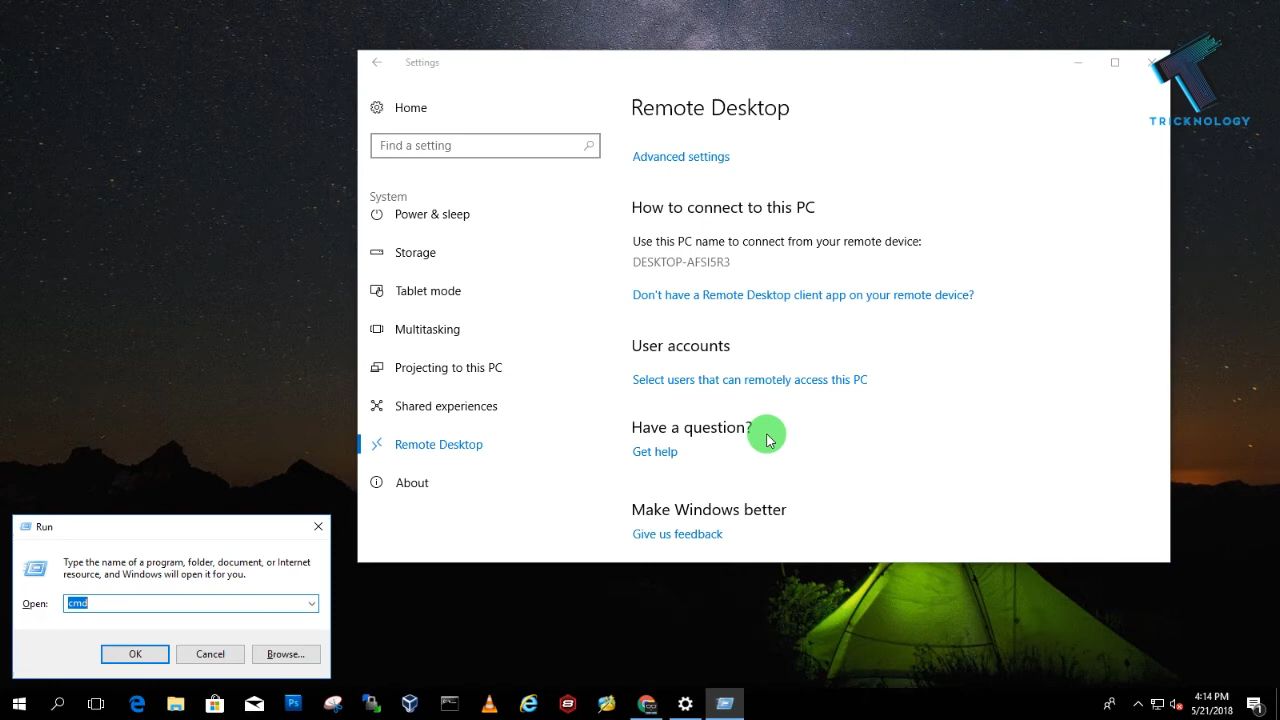 Settings
TRICKNOLOGY
Home
Find a setting
System
Power & sleep
Storage
Tablet mode
Multitasking
Projecting to this PC
Shared experiences
Remote Desktop
About
Remote Desktop
Advanced settings
How to connect to this PC
Use this PC name to connect from your remote device:
DESKTOP-AFSI5R3
Don't have a Remote Desktop client app on your remote device?
User accounts
Select users that can remotely access this PC
Have a question?
Get help
Make Windows better
Give us feedback
Run
Type the name of a program, folder, document, or Internet
resource, and Windows will open it for you.
Open: cmd
OK Cancel Browse...
Ps
4:14 PM
5/21/2018
1